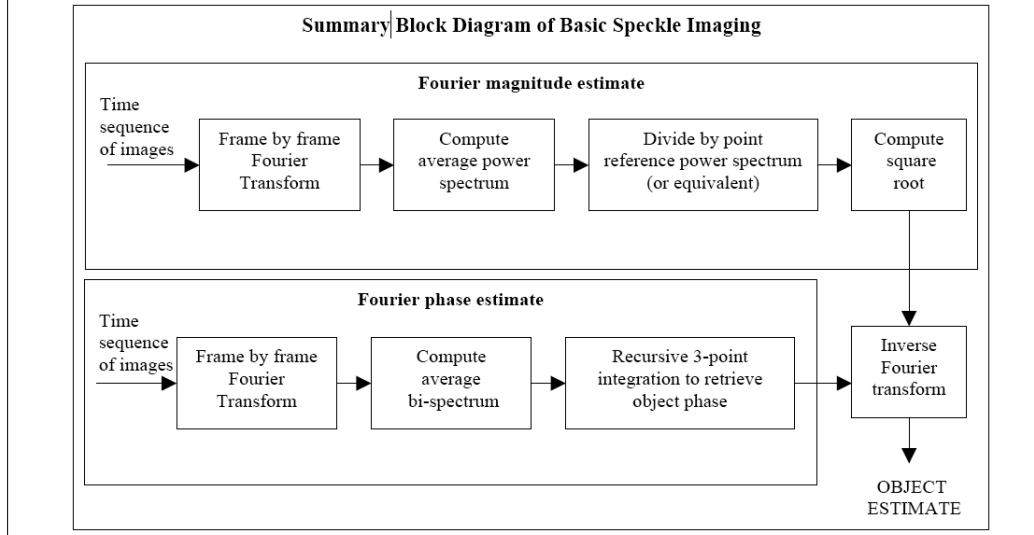 Summary Block Diagram of Basic Speckle Imaging
Fourier magnitude estimate
Time
sequence
of images
Frame by frame
Fourier
Transform
Compute
average power
spectrum
Divide by point
reference power spectrum
(or equivalent)
Compute
square
root
Fourier phase estimate
Time
sequence
of images
Frame by frame
Fourier
Transform
Compute
average
bi-spectrum
Recursive 3-point
integration to retrieve
object phase
Inverse
Fourier
transform
OBJECT
ESTIMATE